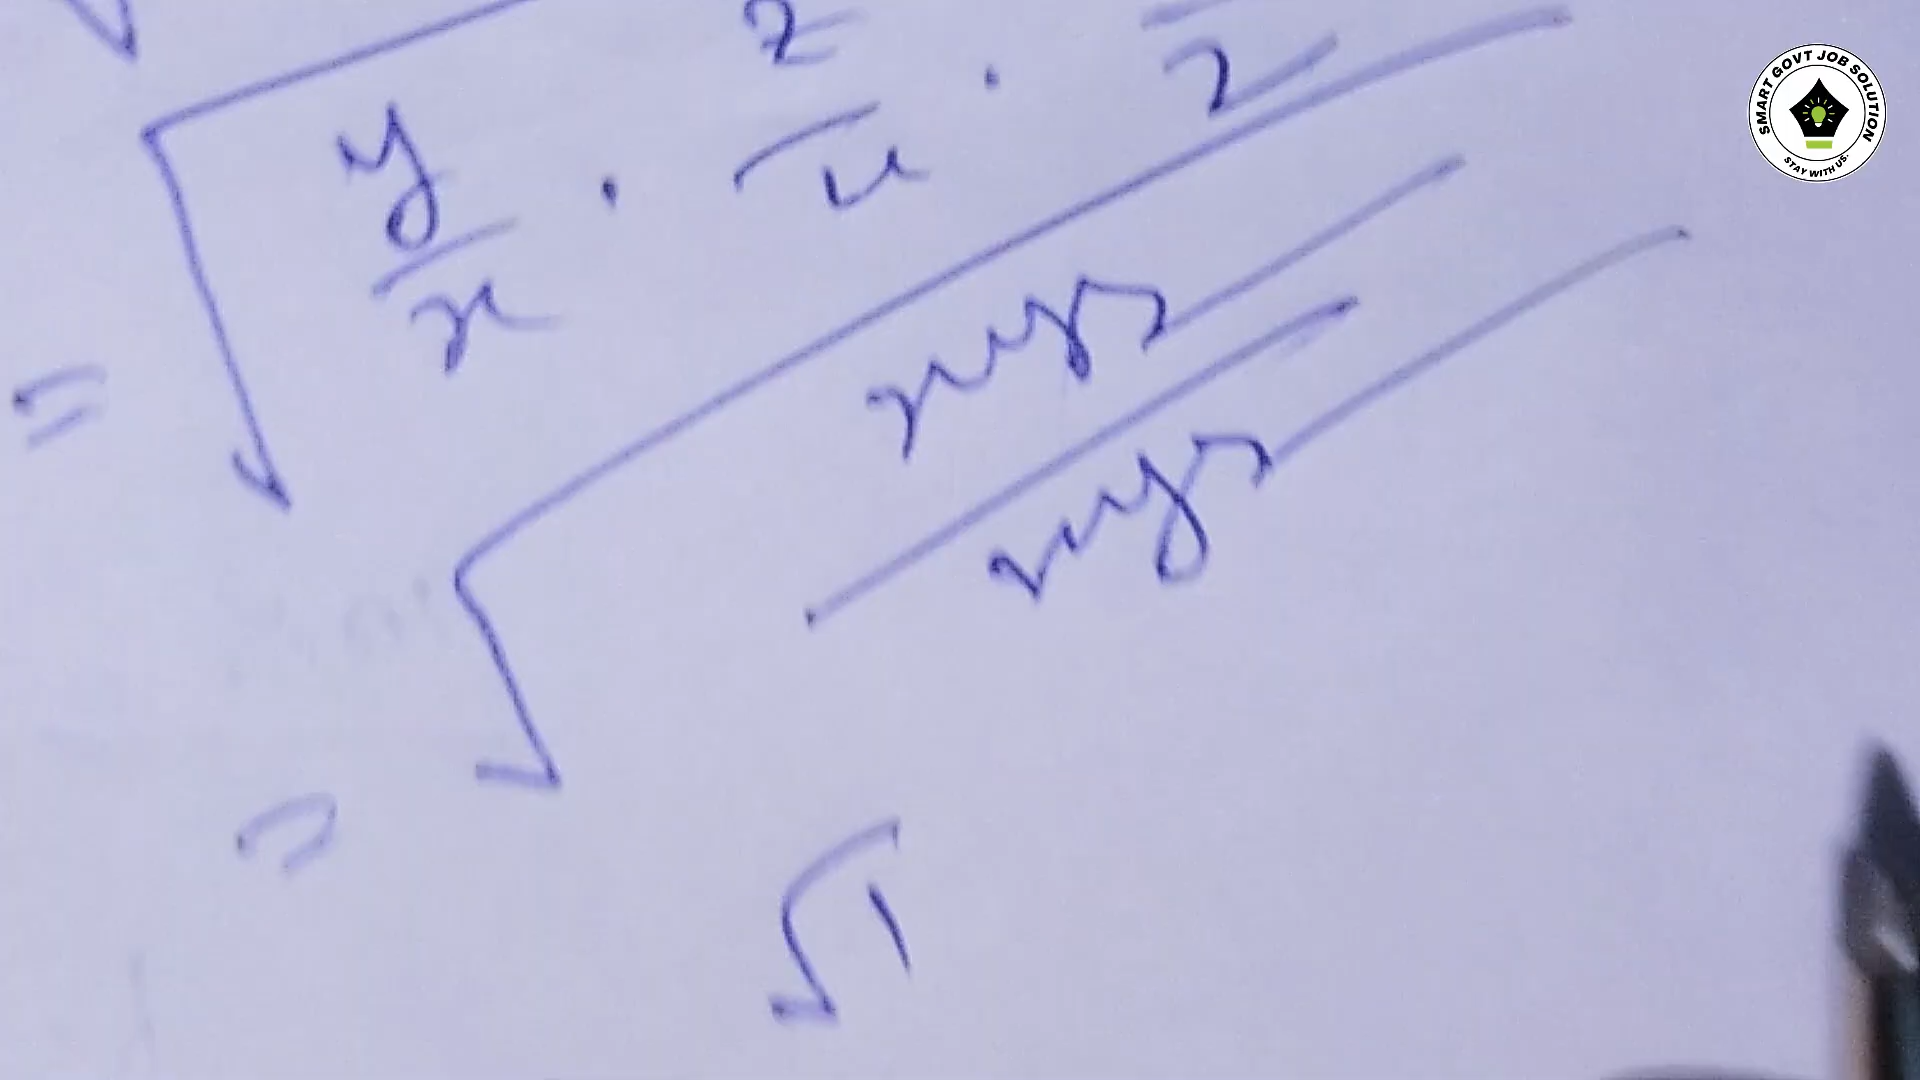 = √ y/x · z/x · /z
= √ xyz / xyz
= √1
SMART GOVT JOB SOLUTION
STAY WITH US